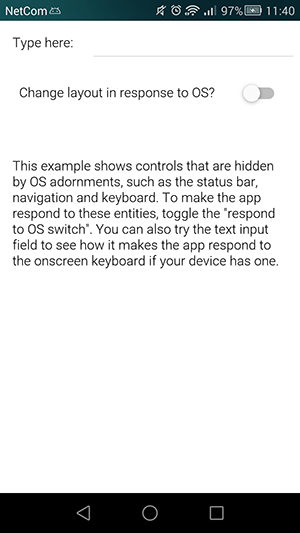 NetCom 97% 11:40
Type here:
Change layout in response to OS?
This example shows controls that are hidden
by OS adornments, such as the status bar,
navigation and keyboard. To make the app
respond to these entities, toggle the "respond
to OS switch". You can also try the text input
field to see how it makes the app respond to
the onscreen keyboard if your device has one.